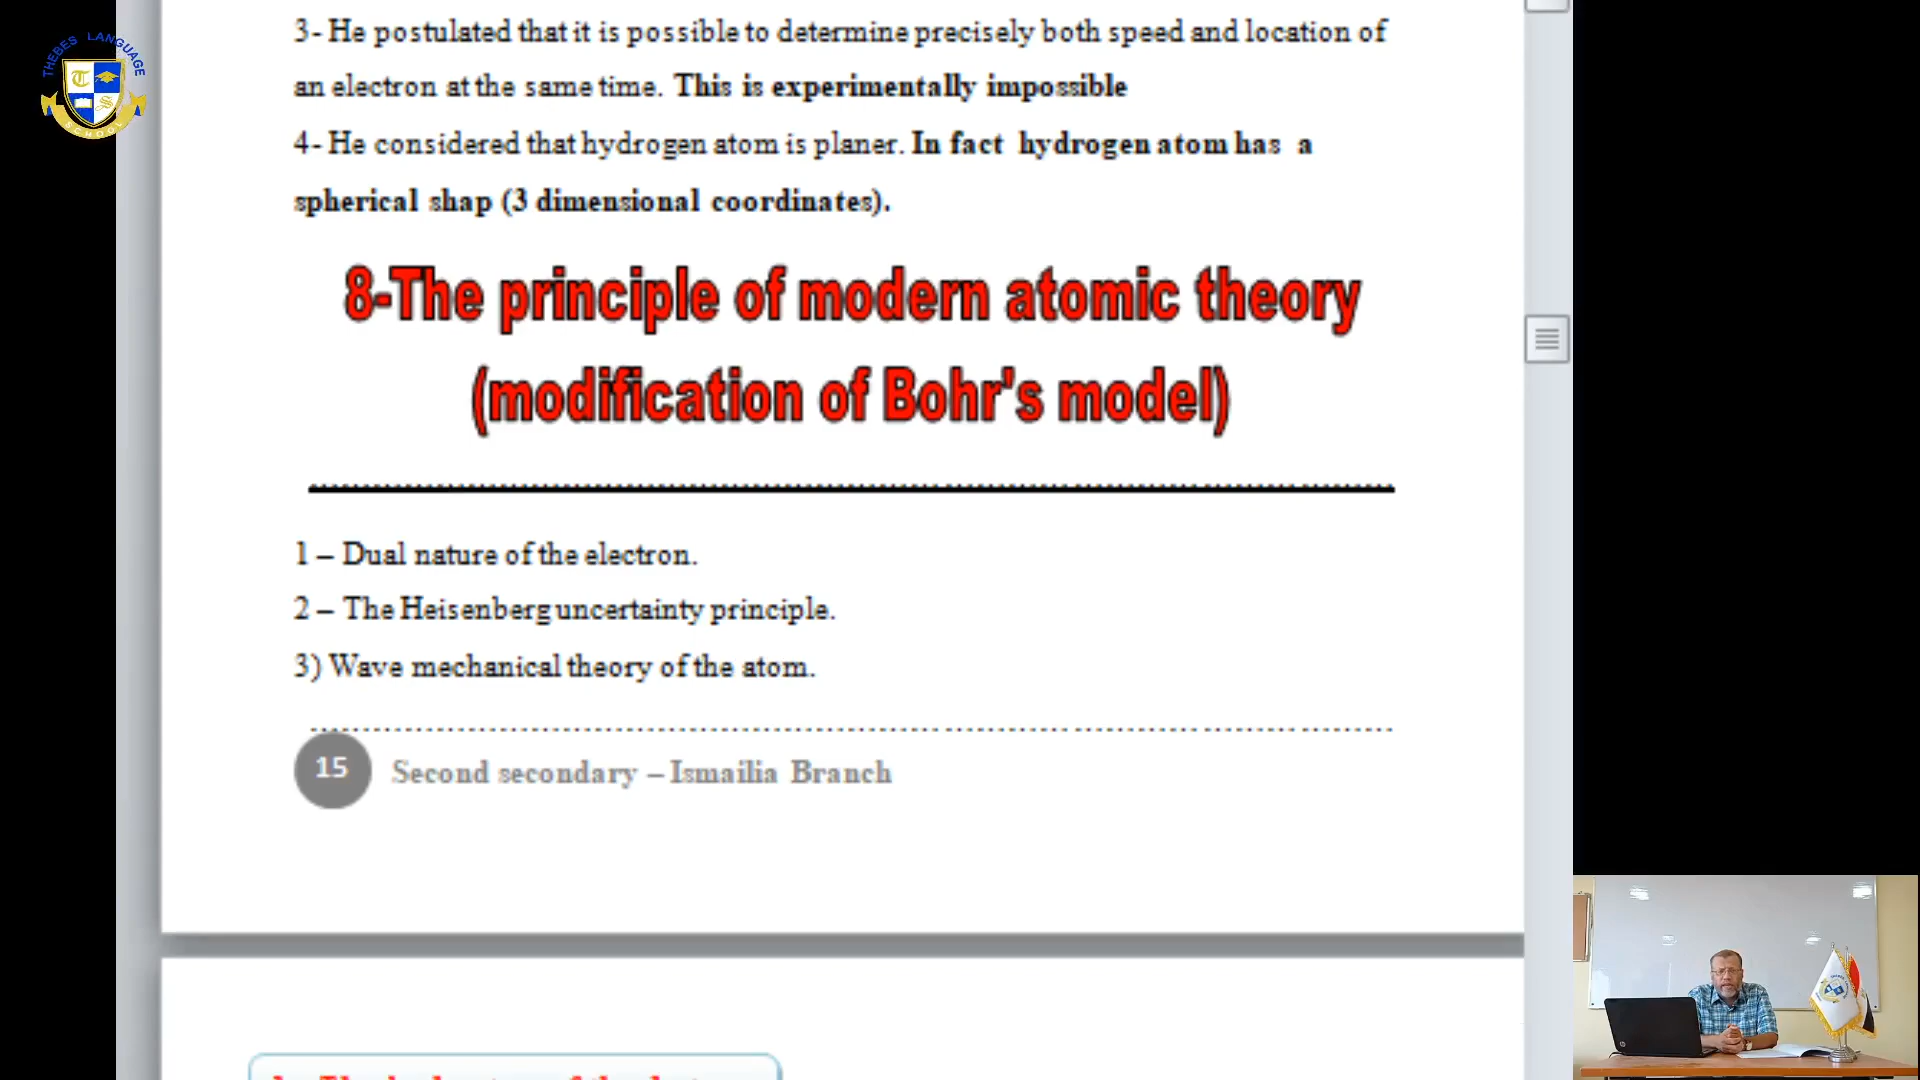 THEBES LANGUAGE
SCHOOL
3- He postulated that it is possible to determine precisely both speed and location of
an electron at the same time. This is experimentally impossible
4- He considered that hydrogen atom is planer. In fact hydrogen atom has a
spherical shap (3 dimensional coordinates).
8-The principle of modern atomic theory
(modification of Bohr's model)
1 – Dual nature of the electron.
2 – The Heisenberg uncertainty principle.
3) Wave mechanical theory of the atom.
15 Second secondary – Ismailia Branch